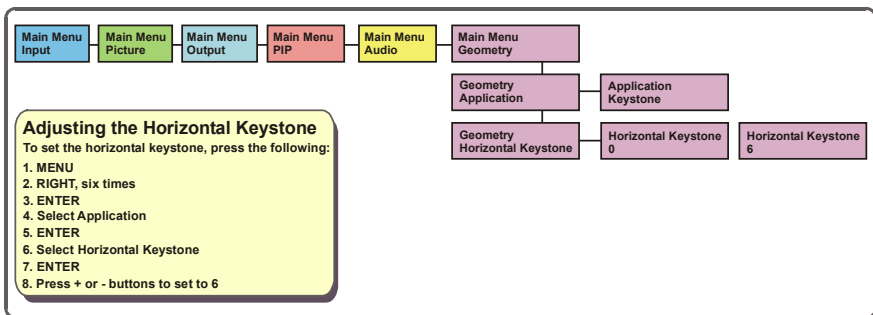 Main Menu
Input
Main Menu
Picture
Main Menu
Output
Main Menu
PIP
Main Menu
Audio
Main Menu
Geometry
Geometry
Application
Application
Keystone
Geometry
Horizontal Keystone
Horizontal Keystone
0
Horizontal Keystone
6
Adjusting the Horizontal Keystone
To set the horizontal keystone, press the following:
1. MENU
2. RIGHT, six times
3. ENTER
4. Select Application
5. ENTER
6. Select Horizontal Keystone
7. ENTER
8. Press + or - buttons to set to 6